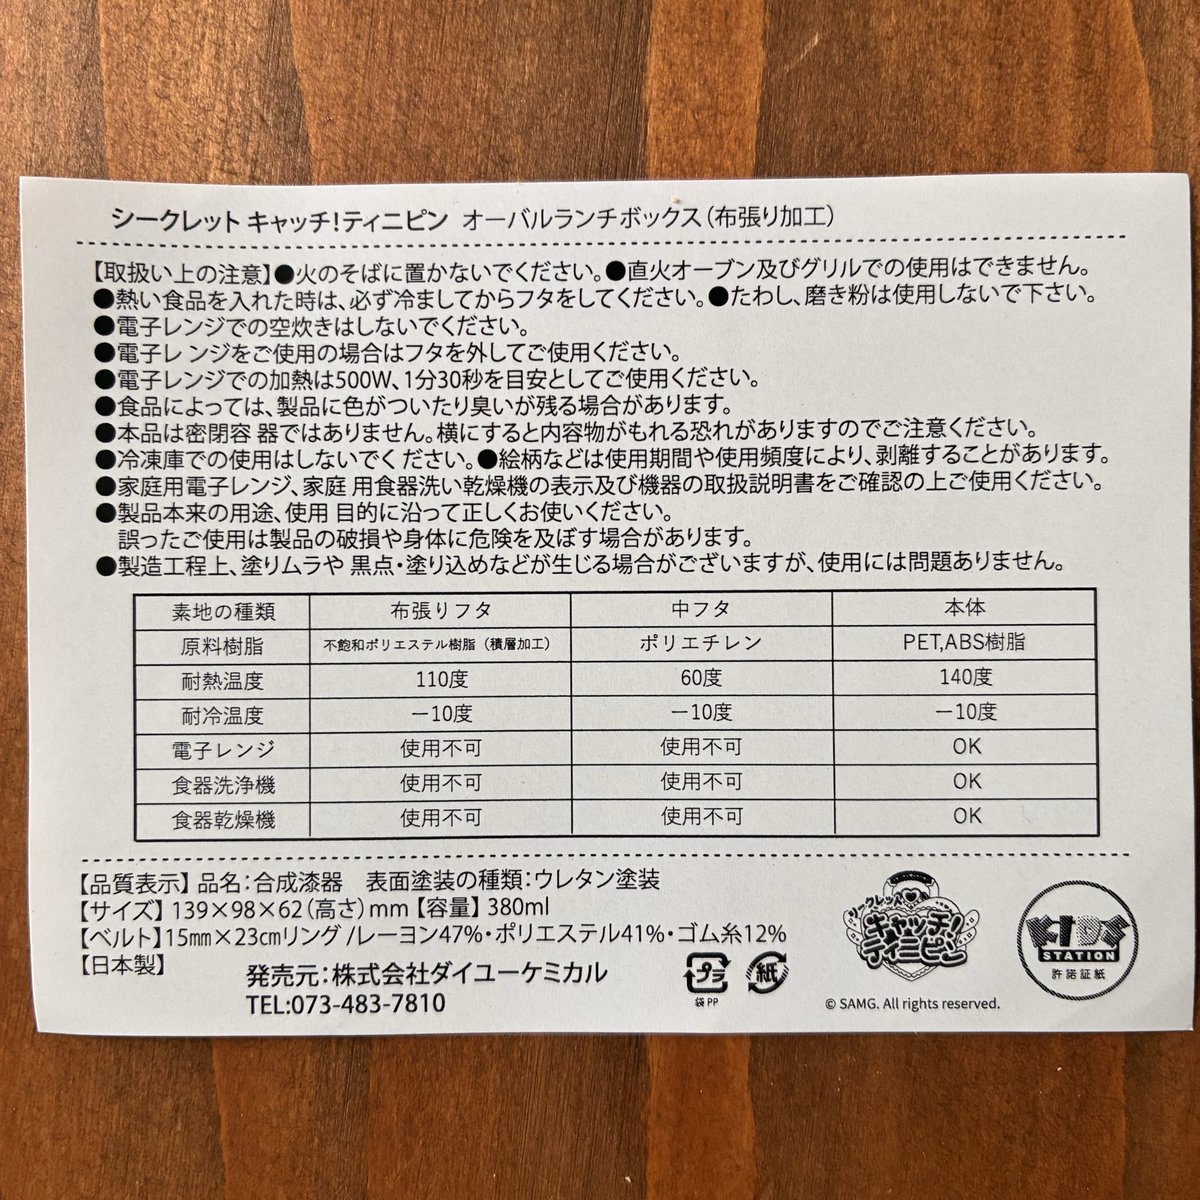 シークレット キャッチ!ティニピン オーバルランチボックス(布張り加工)
【取扱い上の注意】●火のそばに置かないでください。●直火オーブン及びグリルでの使用はできません。
●熱い食品を入れた時は、必ず冷ましてからフタをしてください。●たわし、磨き粉は使用しないで下さい。
●電子レンジでの空炊きはしないでください。
●電子レンジをご使用の場合はフタを外してご使用ください。
●電子レンジでの加熱は500W、1分30秒を目安としてご使用ください。
●食品によっては、製品に色がついたり臭いが残る場合があります。
●本品は密閉容 器ではありません。横にすると内容物がもれる恐れがありますのでご注意ください。
●冷凍庫での使用はしないでく ださい。●絵柄などは使用期間や使用頻度により、剥離することがあります。
●家庭用電子レンジ、家庭 用食器洗い乾燥機の表示及び機器の取扱説明書をご確認の上ご使用ください。
●製品本来の用途、使用 目的に沿って正しくお使いください。
誤ったご使用は製品の破損や身体に危険を及ぼす場合があります。
●製造工程上、塗りムラや 黒点・塗り込めなどが生じる場合がございますが、使用には問題ありません。
素地の種類 布張りフタ 中フタ 本体
原料樹脂 不飽和ポリエステル樹脂(積層加工) ポリエチレン PET,ABS樹脂
耐熱温度 110度 60度 140度
耐冷温度 −10度 −10度 −10度
電子レンジ 使用不可 使用不可 OK
食器洗浄機 使用不可 使用不可 OK
食器乾燥機 使用不可 使用不可 OK
【品質表示】品名:合成漆器 表面塗装の種類:ウレタン塗装
【サイズ】139×98×62(高さ)mm【容量】380ml
【ベルト】15㎜×23㎝リング/レーヨン47%・ポリエステル41%・ゴム糸12%
【日本製】
発売元:株式会社ダイユーケミカル
TEL:073-483-7810
プラ
袋PP
紙
シークレット
キャッチ!
ティニピン
© SAMG. All rights reserved.
KIDS
STATION
許諾証紙